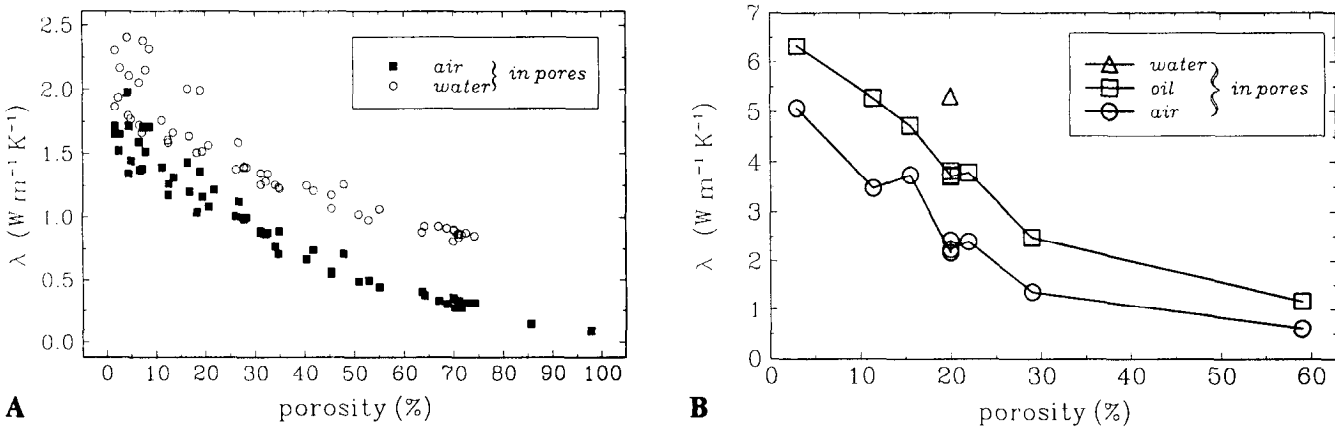 2.5
2.0
1.5
1.0
0.5
0.0
λ (W m⁻¹ K⁻¹)
air
water
} in pores
0 10 20 30 40 50 60 70 80 90 100
porosity (%)
A
7
6
5
4
3
2
1
0
λ (W m⁻¹ K⁻¹)
water
oil
air
} in pores
0 10 20 30 40 50 60
porosity (%)
B